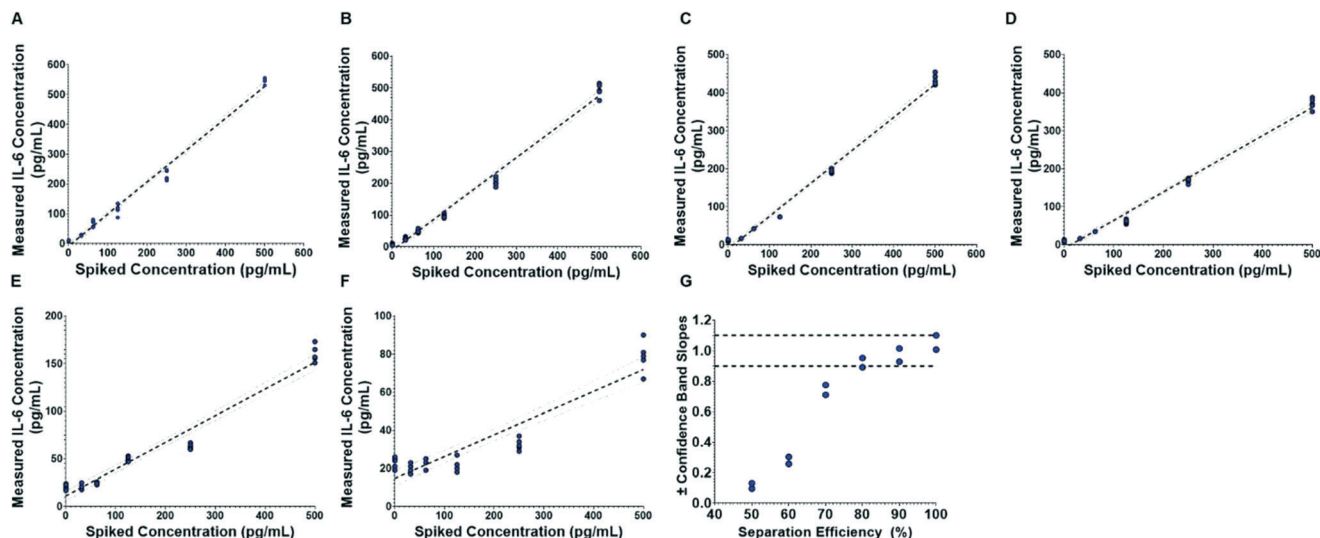 A
Measured IL-6 Concentration
(pg/mL)
600
500
400
300
200
100
0
0 100 200 300 400 500 600
Spiked Concentration (pg/mL)
B
Measured IL-6 Concentration
(pg/mL)
600
500
400
300
200
100
0
0 100 200 300 400 500 600
Spiked Concentration (pg/mL)
C
Measured IL-6 Concentration
(pg/mL)
500
400
300
200
100
0
0 100 200 300 400 500 600
Spiked Concentration (pg/mL)
D
Measured IL-6 Concentration
(pg/mL)
500
400
300
200
100
0
0 100 200 300 400 500
Spiked Concentration (pg/mL)
E
Measured IL-6 Concentration
(pg/mL)
200
150
100
50
0
0 100 200 300 400 500
Spiked Concentration (pg/mL)
F
Measured IL-6 Concentration
(pg/mL)
100
80
60
40
20
0
0 100 200 300 400 500
Spiked Concentration (pg/mL)
G
± Confidence Band Slopes
1.2
1.0
0.8
0.6
0.4
0.2
0.0
40 50 60 70 80 90 100
Separation Efficiency (%)